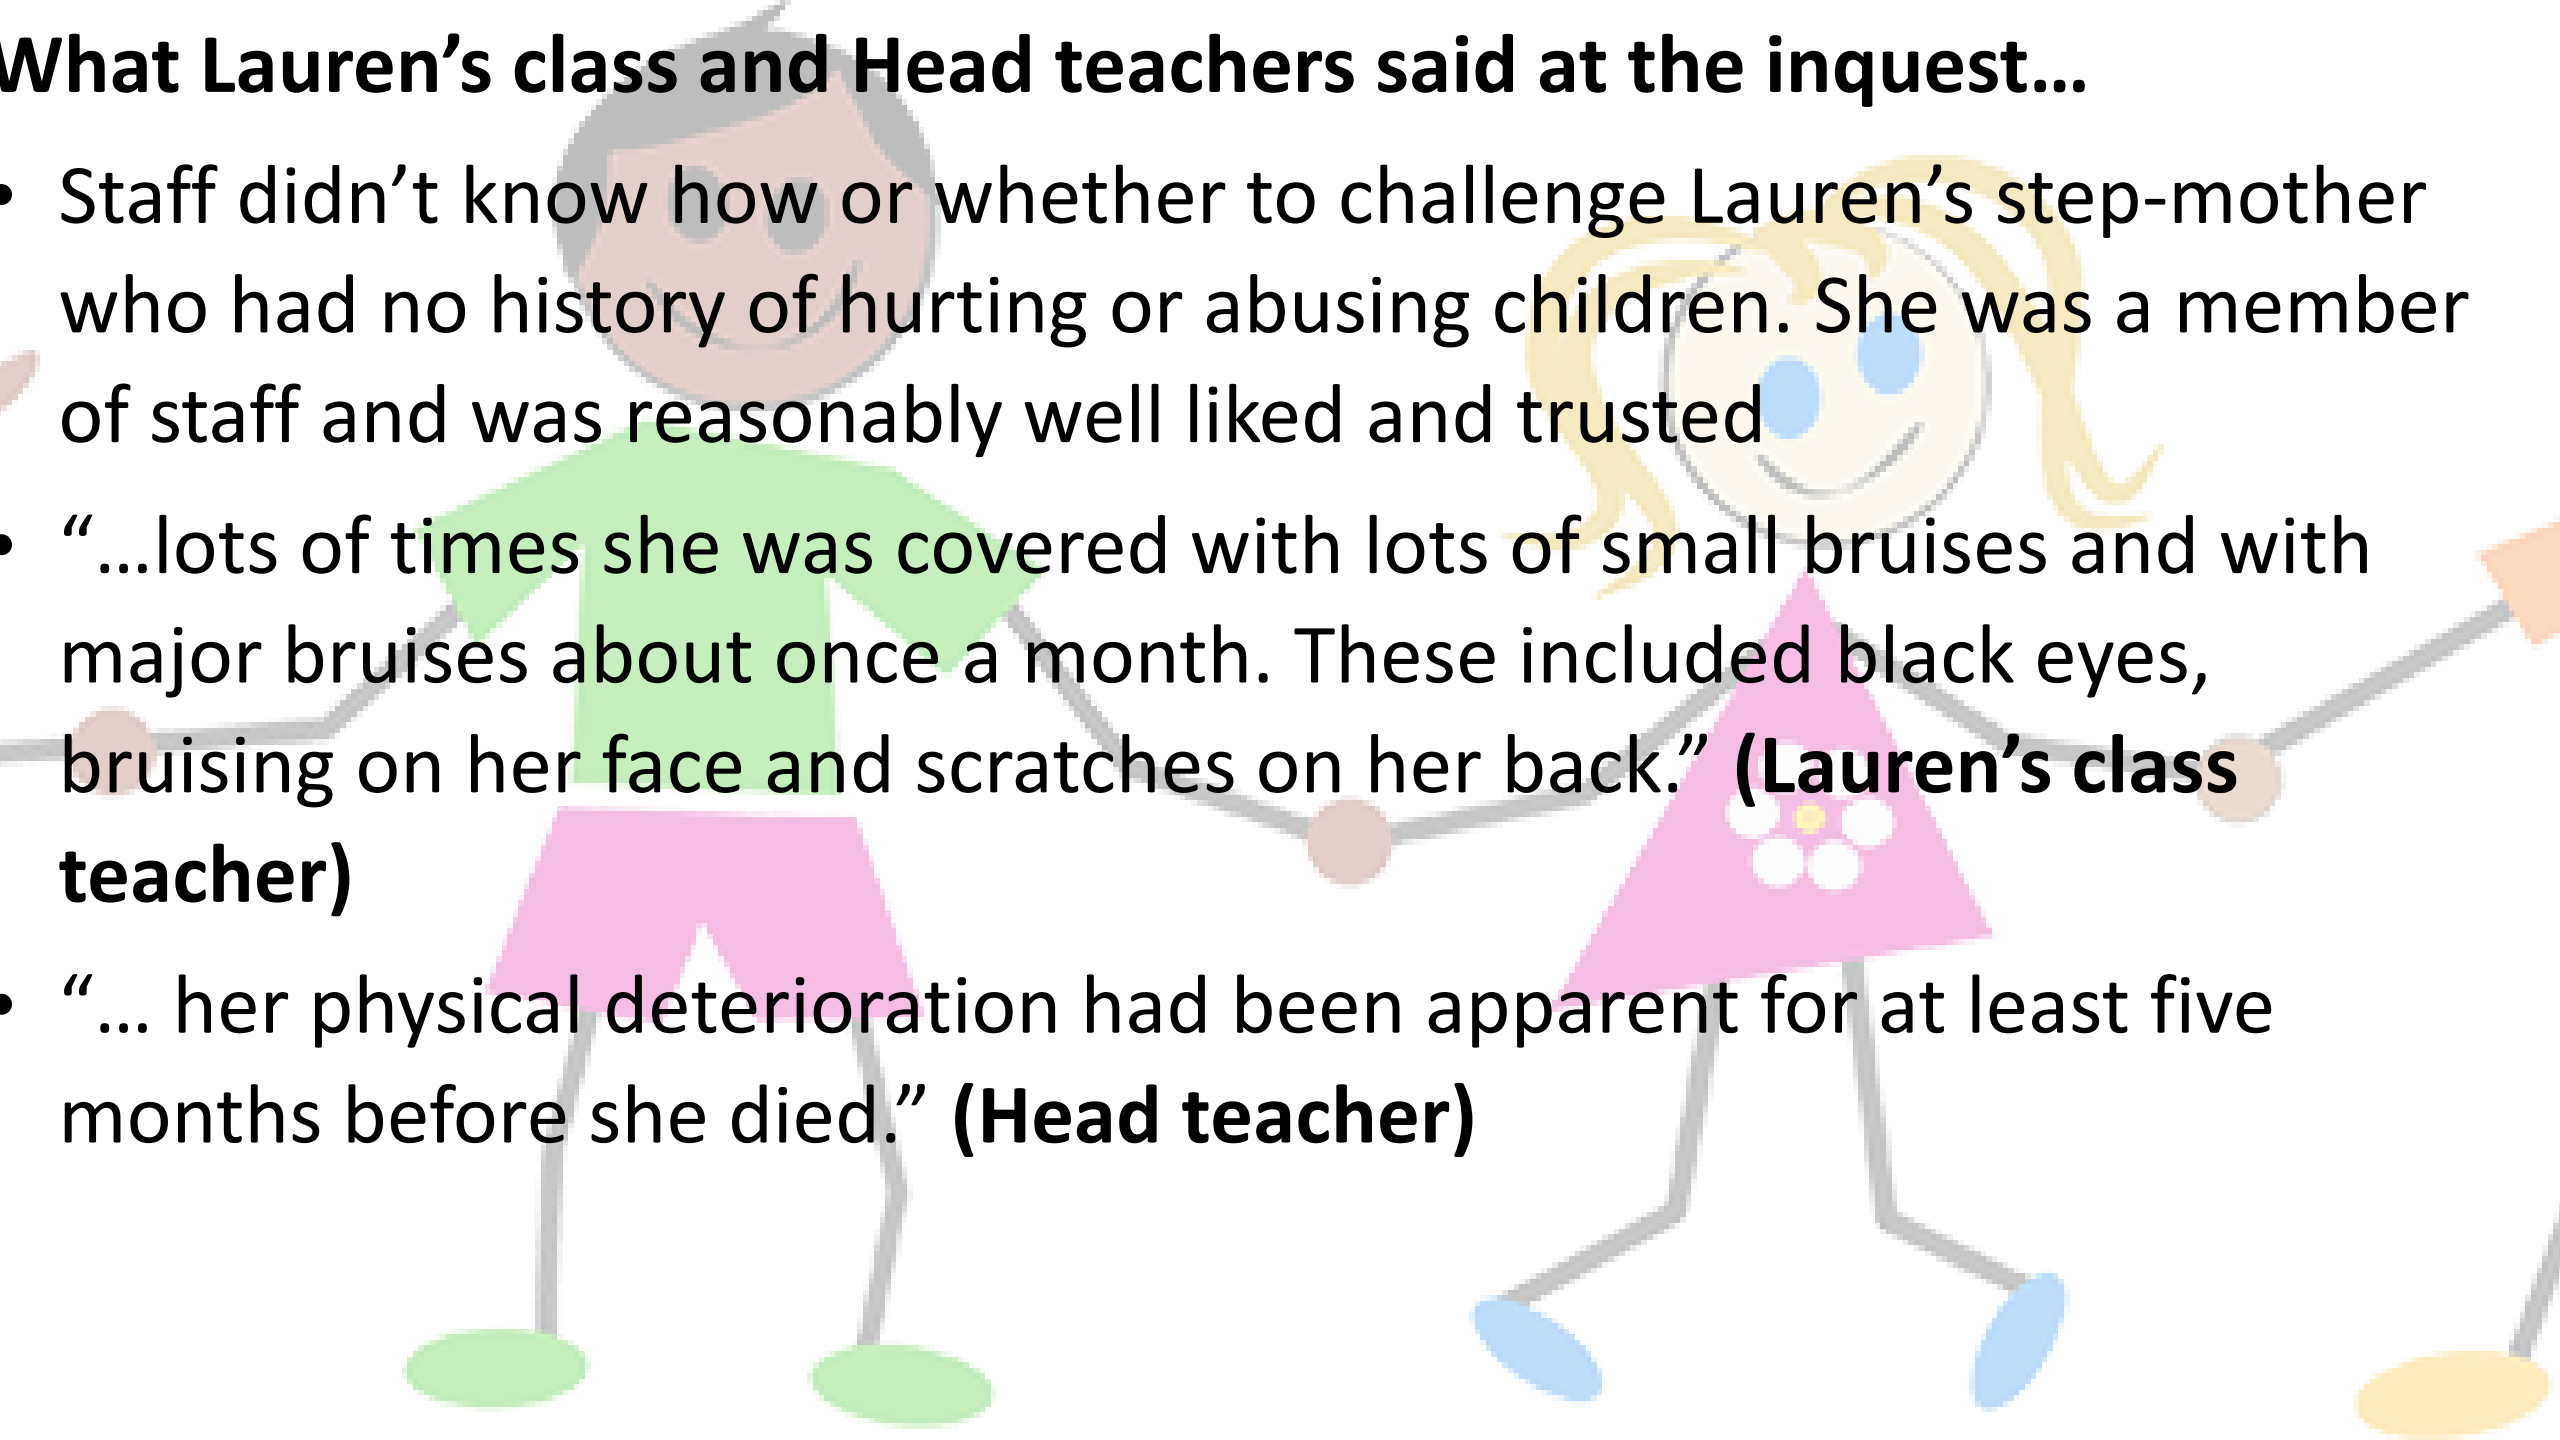 What Lauren’s class and Head teachers said at the inquest…
• Staff didn’t know how or whether to challenge Lauren’s step-mother
who had no history of hurting or abusing children. She was a member
of staff and was reasonably well liked and trusted
• “…lots of times she was covered with lots of small bruises and with
major bruises about once a month. These included black eyes,
bruising on her face and scratches on her back.” (Lauren’s class
teacher)
• “… her physical deterioration had been apparent for at least five
months before she died.” (Head teacher)